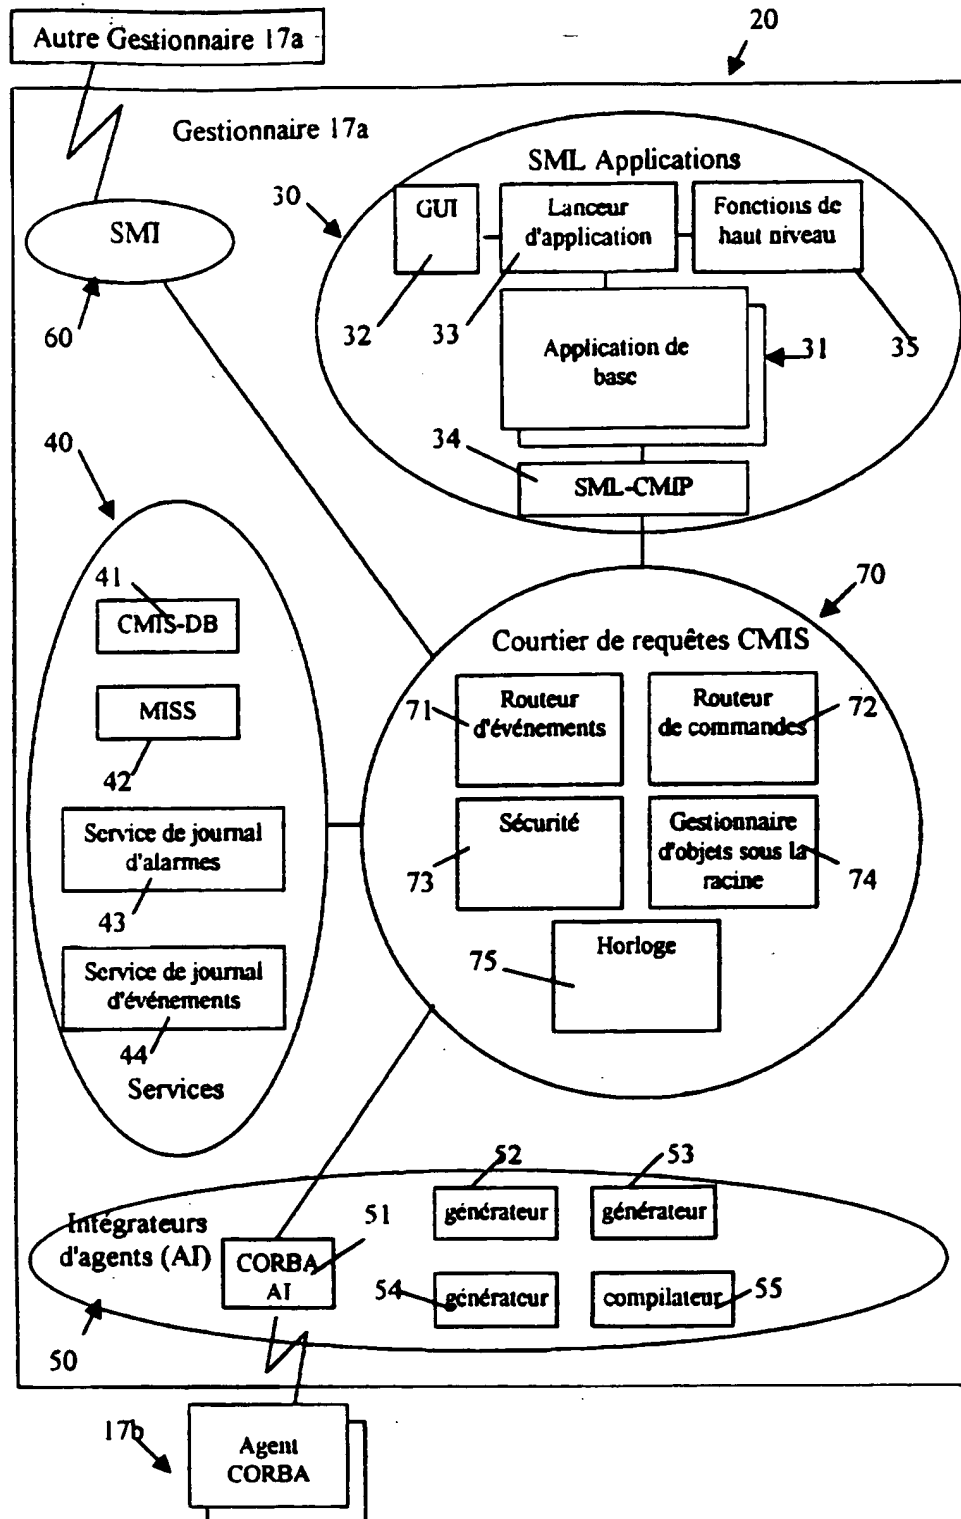 Autre Gestionnaire 17a
20
Gestionnaire 17a
SML Applications
30
GUI
Lanceur
d'application
Fonctions de
haut niveau
SMI
60
32
33
31
35
Application de
base
40
34
SML-CMIP
41
CMIS-DB
70
Courtier de requêtes CMIS
MISS
42
71
Routeur
d'événements
Routeur
de commandes
72
Service de journal
d'alarmes
43
Sécurité
73
Gestionnaire
d'objets sous la
racine
74
Service de journal
d'événements
44
Services
Horloge
75
52
53
Intégrateurs
d'agents (AI)
51
générateur
générateur
CORBA
AI
54
générateur
compilateur
55
50
17b
Agent
CORBA